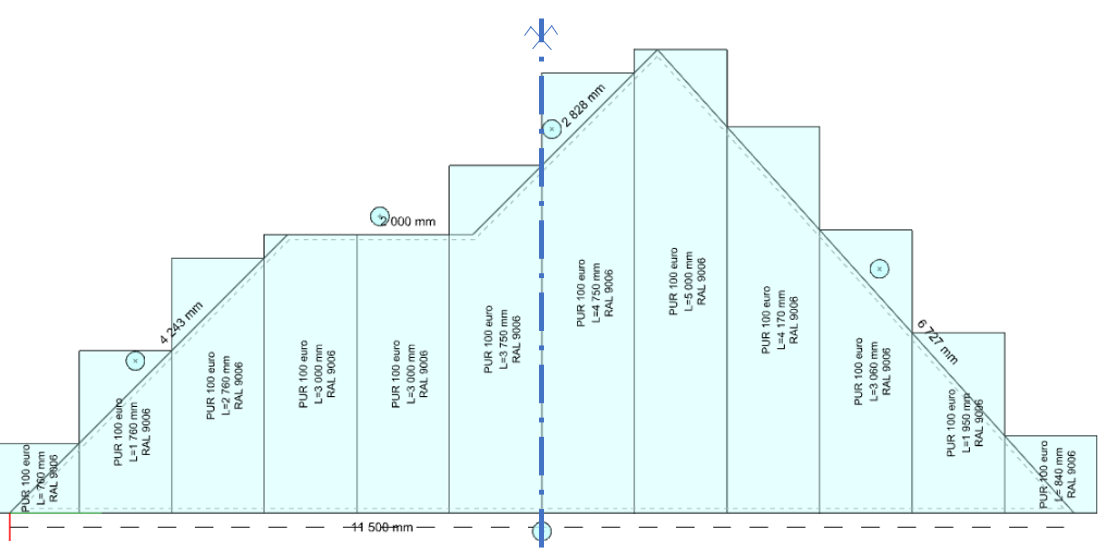 2 828 mm
2 000 mm
4 243 mm
6 727 mm
PUR 100 euro
L= 760 mm
RAL 9006
PUR 100 euro
L=1 760 mm
RAL 9006
PUR 100 euro
L=2 760 mm
RAL 9006
PUR 100 euro
L=3 000 mm
RAL 9006
PUR 100 euro
L=3 000 mm
RAL 9006
PUR 100 euro
L=3 750 mm
RAL 9006
PUR 100 euro
L=4 750 mm
RAL 9006
PUR 100 euro
L=5 000 mm
RAL 9006
PUR 100 euro
L=4 170 mm
RAL 9006
PUR 100 euro
L=3 060 mm
RAL 9006
PUR 100 euro
L=1 950 mm
RAL 9006
PUR 100 euro
L= 840 mm
RAL 9006
11 500 mm